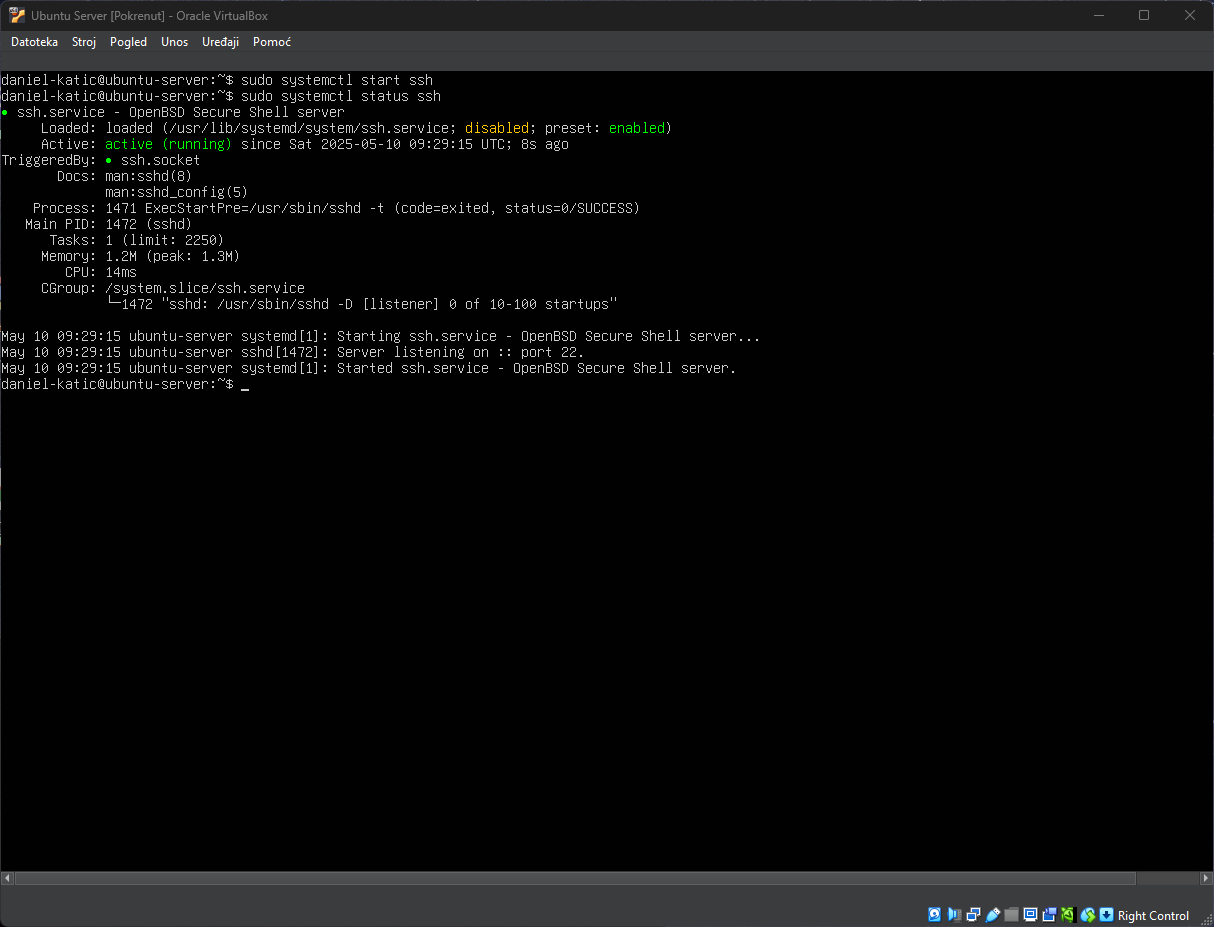 Ubuntu Server [Pokrenut] - Oracle VirtualBox
Datoteka Stroj Pogled Unos Uređaji Pomoć
daniel-katic@ubuntu-server:~$ sudo systemctl start ssh
daniel-katic@ubuntu-server:~$ sudo systemctl status ssh
● ssh.service - OpenBSD Secure Shell server
     Loaded: loaded (/usr/lib/systemd/system/ssh.service; disabled; preset: enabled)
     Active: active (running) since Sat 2025-05-10 09:29:15 UTC; 8s ago
TriggeredBy: ● ssh.socket
       Docs: man:sshd(8)
             man:sshd_config(5)
    Process: 1471 ExecStartPre=/usr/sbin/sshd -t (code=exited, status=0/SUCCESS)
   Main PID: 1472 (sshd)
      Tasks: 1 (limit: 2250)
     Memory: 1.2M (peak: 1.3M)
        CPU: 14ms
     CGroup: /system.slice/ssh.service
             └─1472 "sshd: /usr/sbin/sshd -D [listener] 0 of 10-100 startups"
May 10 09:29:15 ubuntu-server systemd[1]: Starting ssh.service - OpenBSD Secure Shell server...
May 10 09:29:15 ubuntu-server sshd[1472]: Server listening on :: port 22.
May 10 09:29:15 ubuntu-server systemd[1]: Started ssh.service - OpenBSD Secure Shell server.
daniel-katic@ubuntu-server:~$ _
Right Control